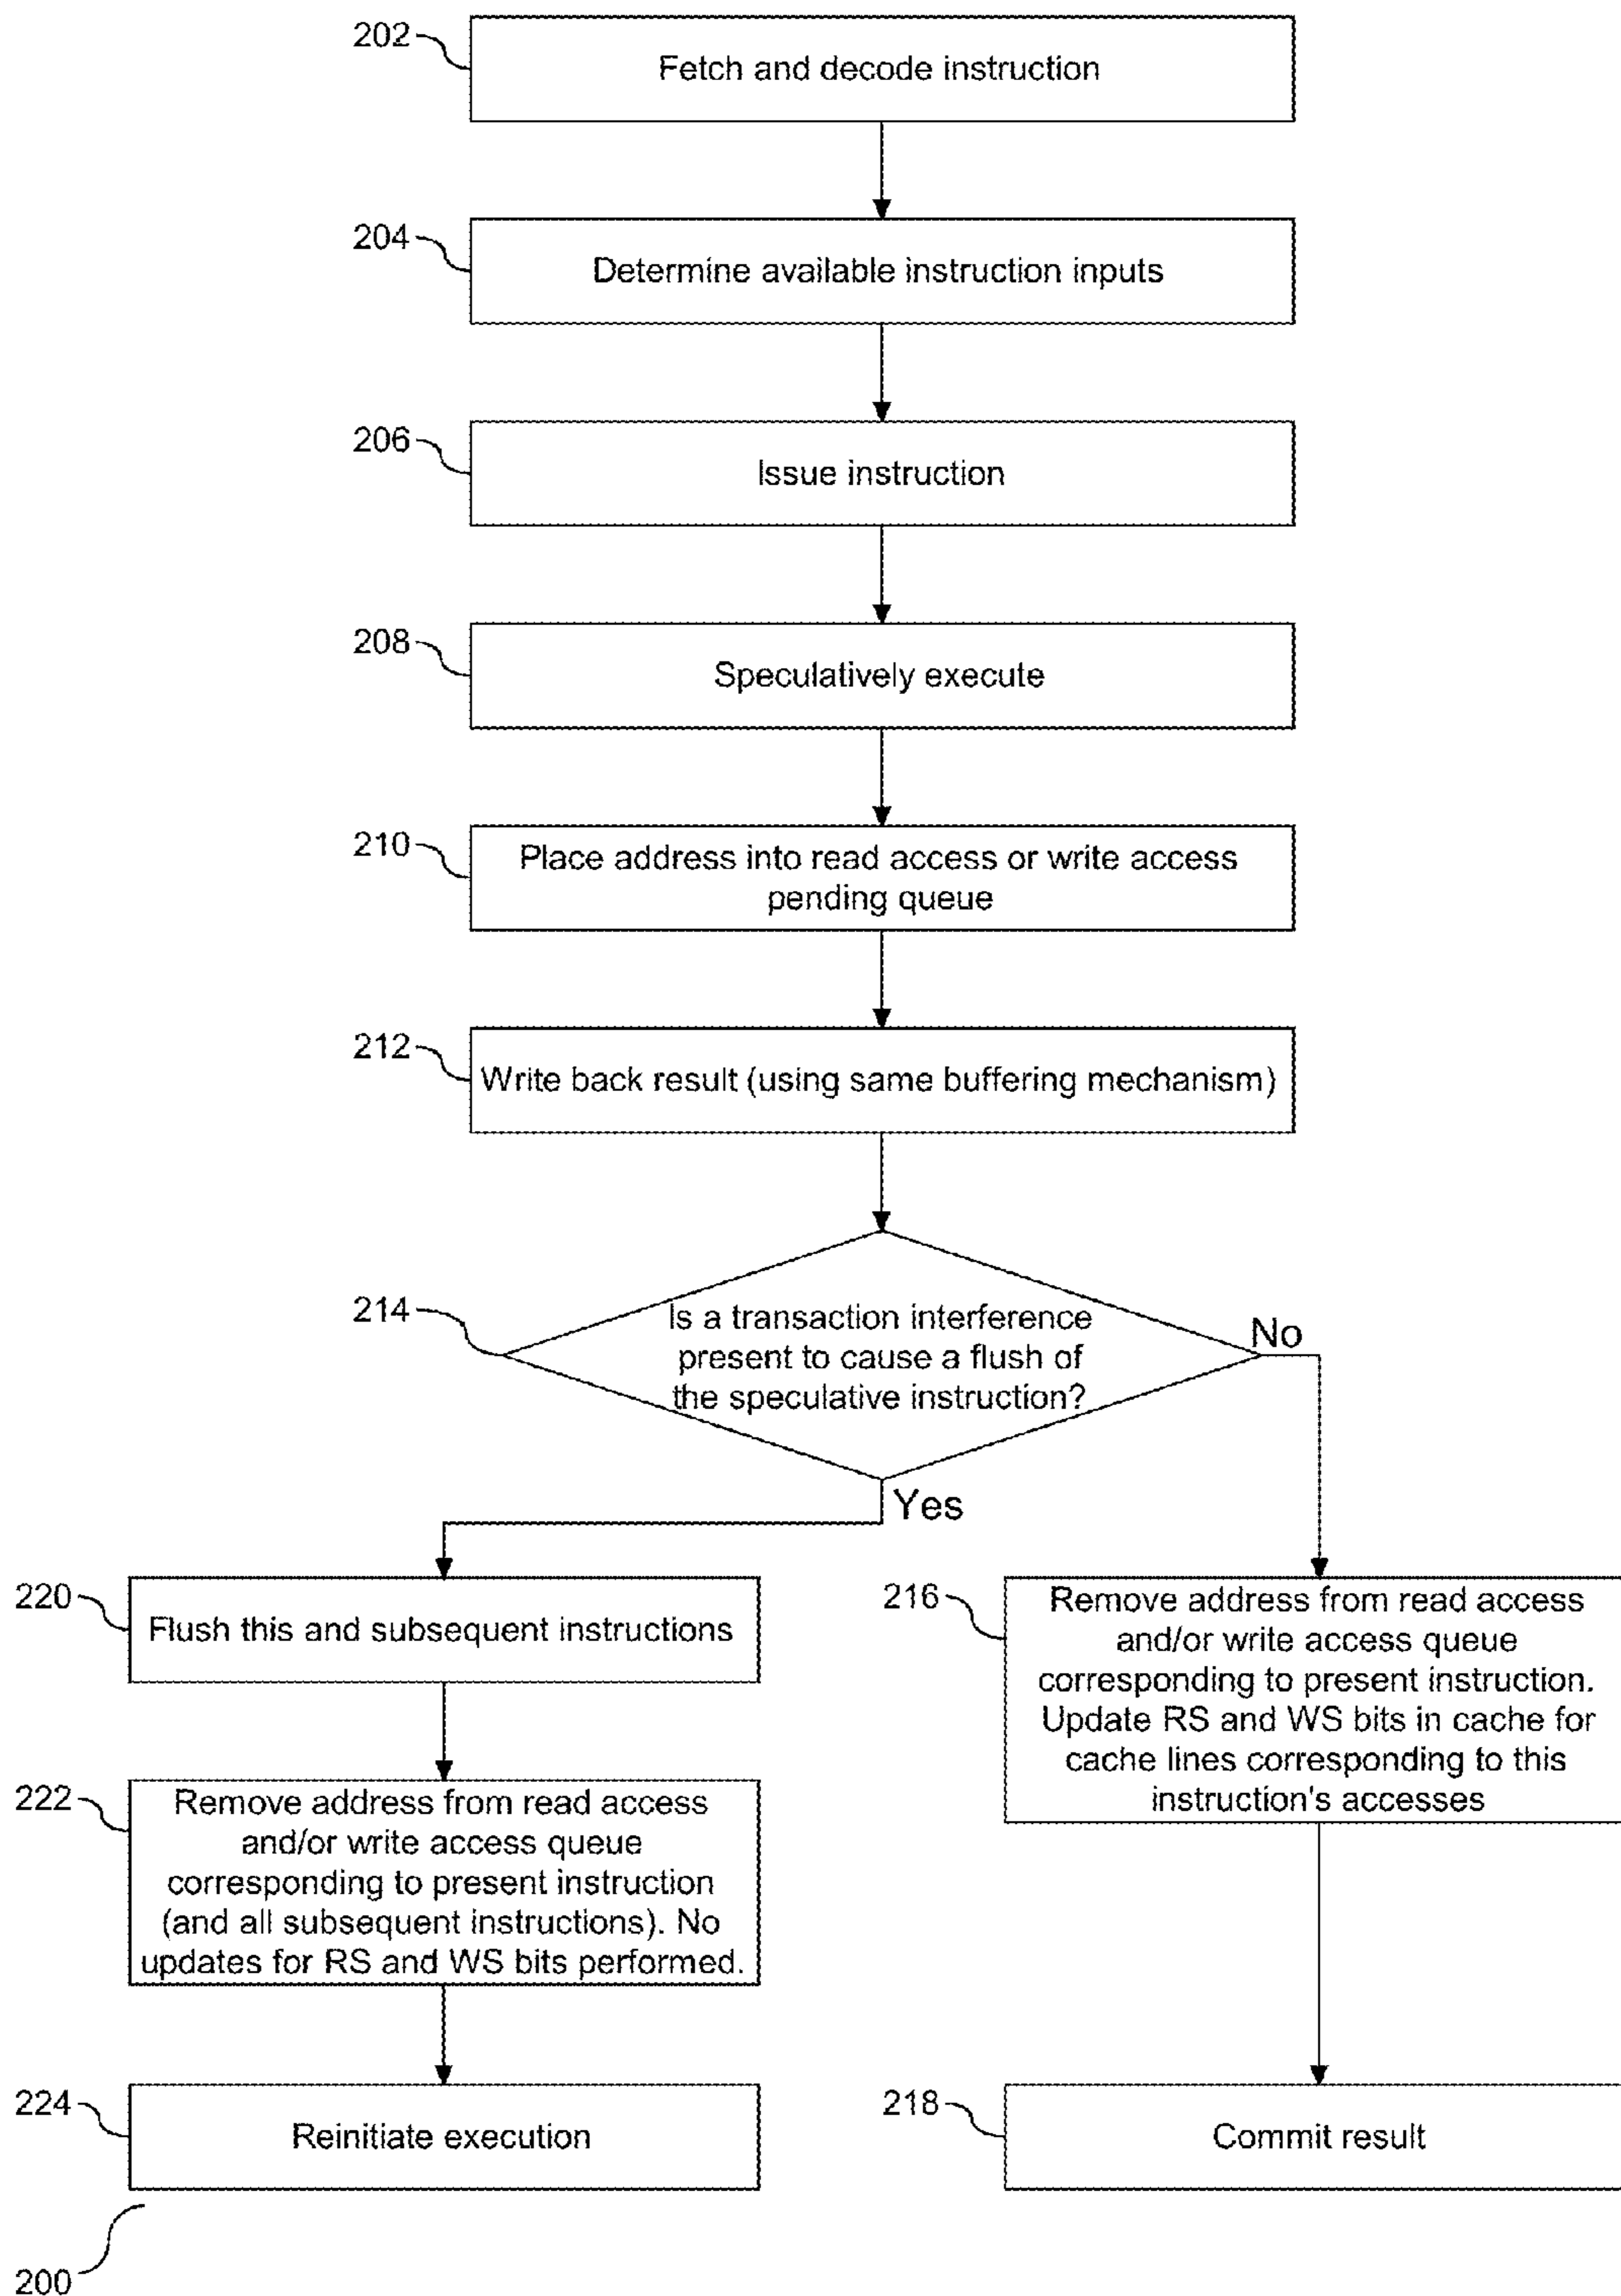 202
Fetch and decode instruction
204
Determine available instruction inputs
206
Issue instruction
208
Speculatively execute
210
Place address into read access or write access
pending queue
212
Write back result (using same buffering mechanism)
214
Is a transaction interference
present to cause a flush of
the speculative instruction?
No
Yes
220
Flush this and subsequent instructions
222
Remove address from read access
and/or write access queue
corresponding to present instruction
(and all subsequent instructions). No
updates for RS and WS bits performed.
224
Reinitiate execution
216
Remove address from read access
and/or write access queue
corresponding to present instruction.
Update RS and WS bits in cache for
cache lines corresponding to this
instruction's accesses
218
Commit result
200